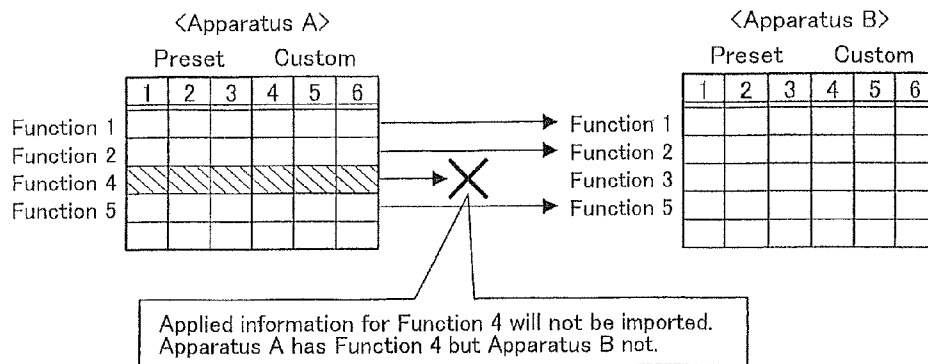 <Apparatus A>
<Apparatus B>
Preset Custom
Preset Custom
1 2 3 4 5 6
1 2 3 4 5 6
Function 1
Function 1
Function 2
Function 2
Function 4
Function 3
Function 5
Function 5
Applied information for Function 4 will not be imported.
Apparatus A has Function 4 but Apparatus B not.